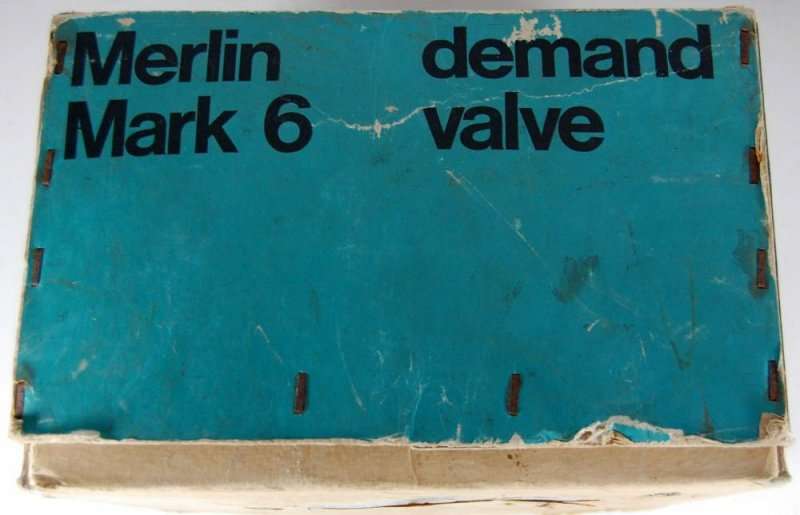 Merlin
Mark 6
demand
valve